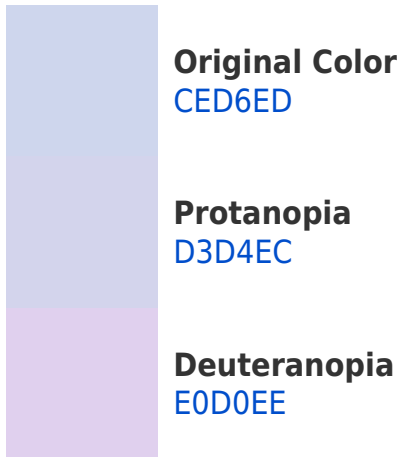 Original Color
CED6ED
Protanopia
D3D4EC
Deuteranopia
E0D0EE